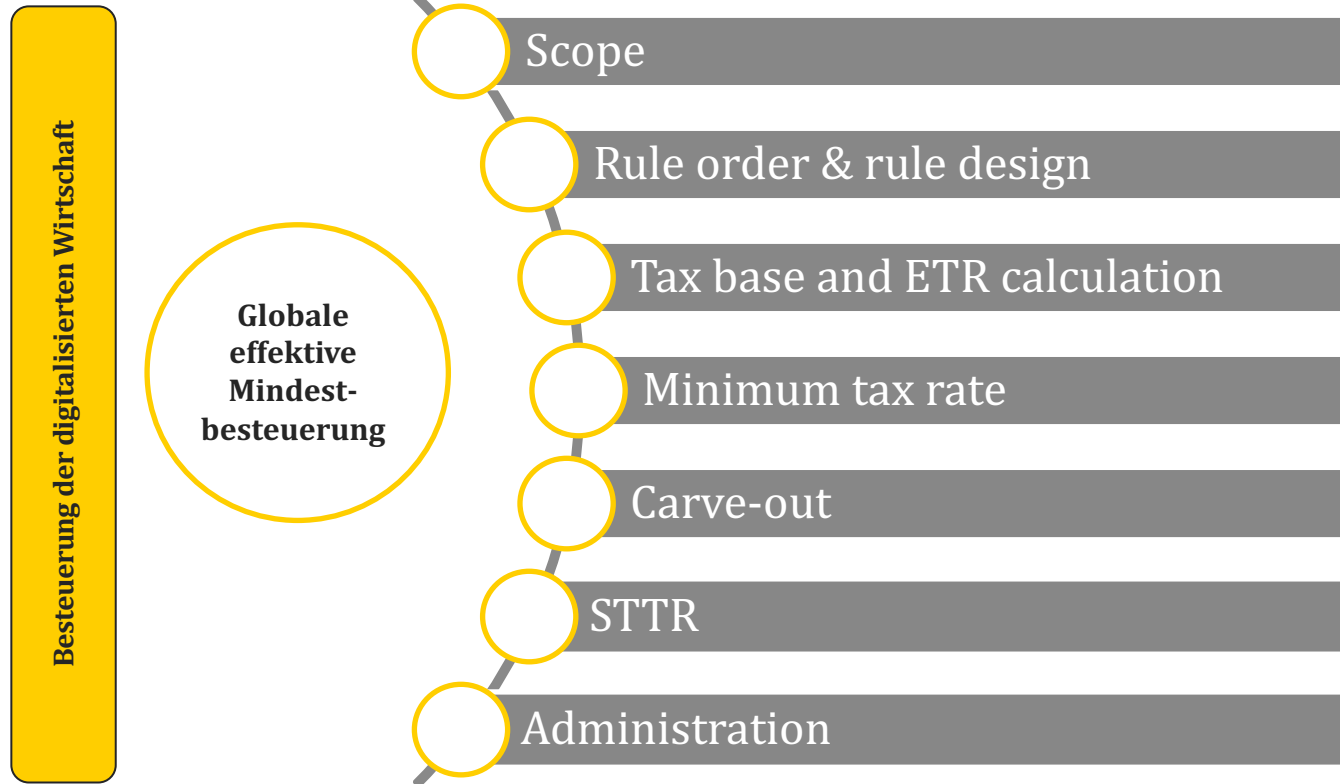 Besteuerung der digitalisierten Wirtschaft
Globale
effektive
Mindest-
besteuerung
Scope
Rule order & rule design
Tax base and ETR calculation
Minimum tax rate
Carve-out
STTR
Administration